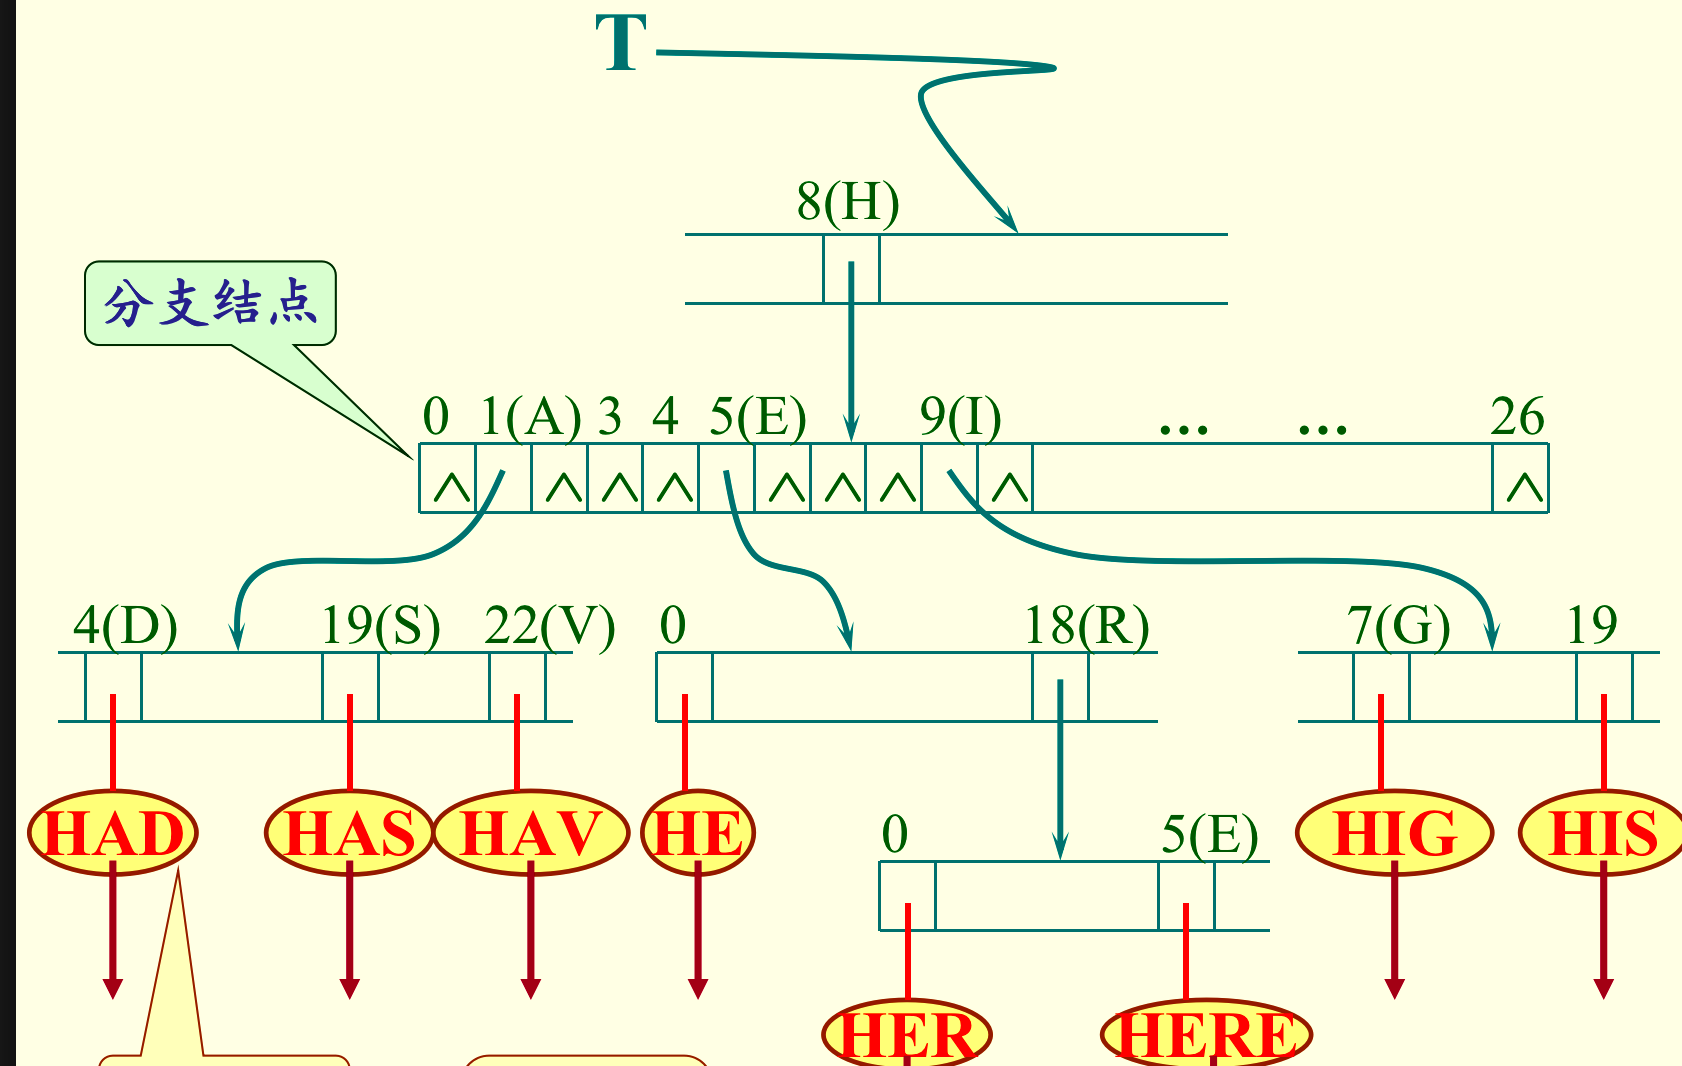 T
8(H)
分支结点
0 1(A) 3 4 5(E) 9(I) ... ... 26
∧ ∧ ∧ ∧ ∧ ∧ ∧ ∧ ∧
4(D) 19(S) 22(V) 0 18(R) 7(G) 19
HAD HAS HAV HE HIG HIS
0 5(E)
HER HERE